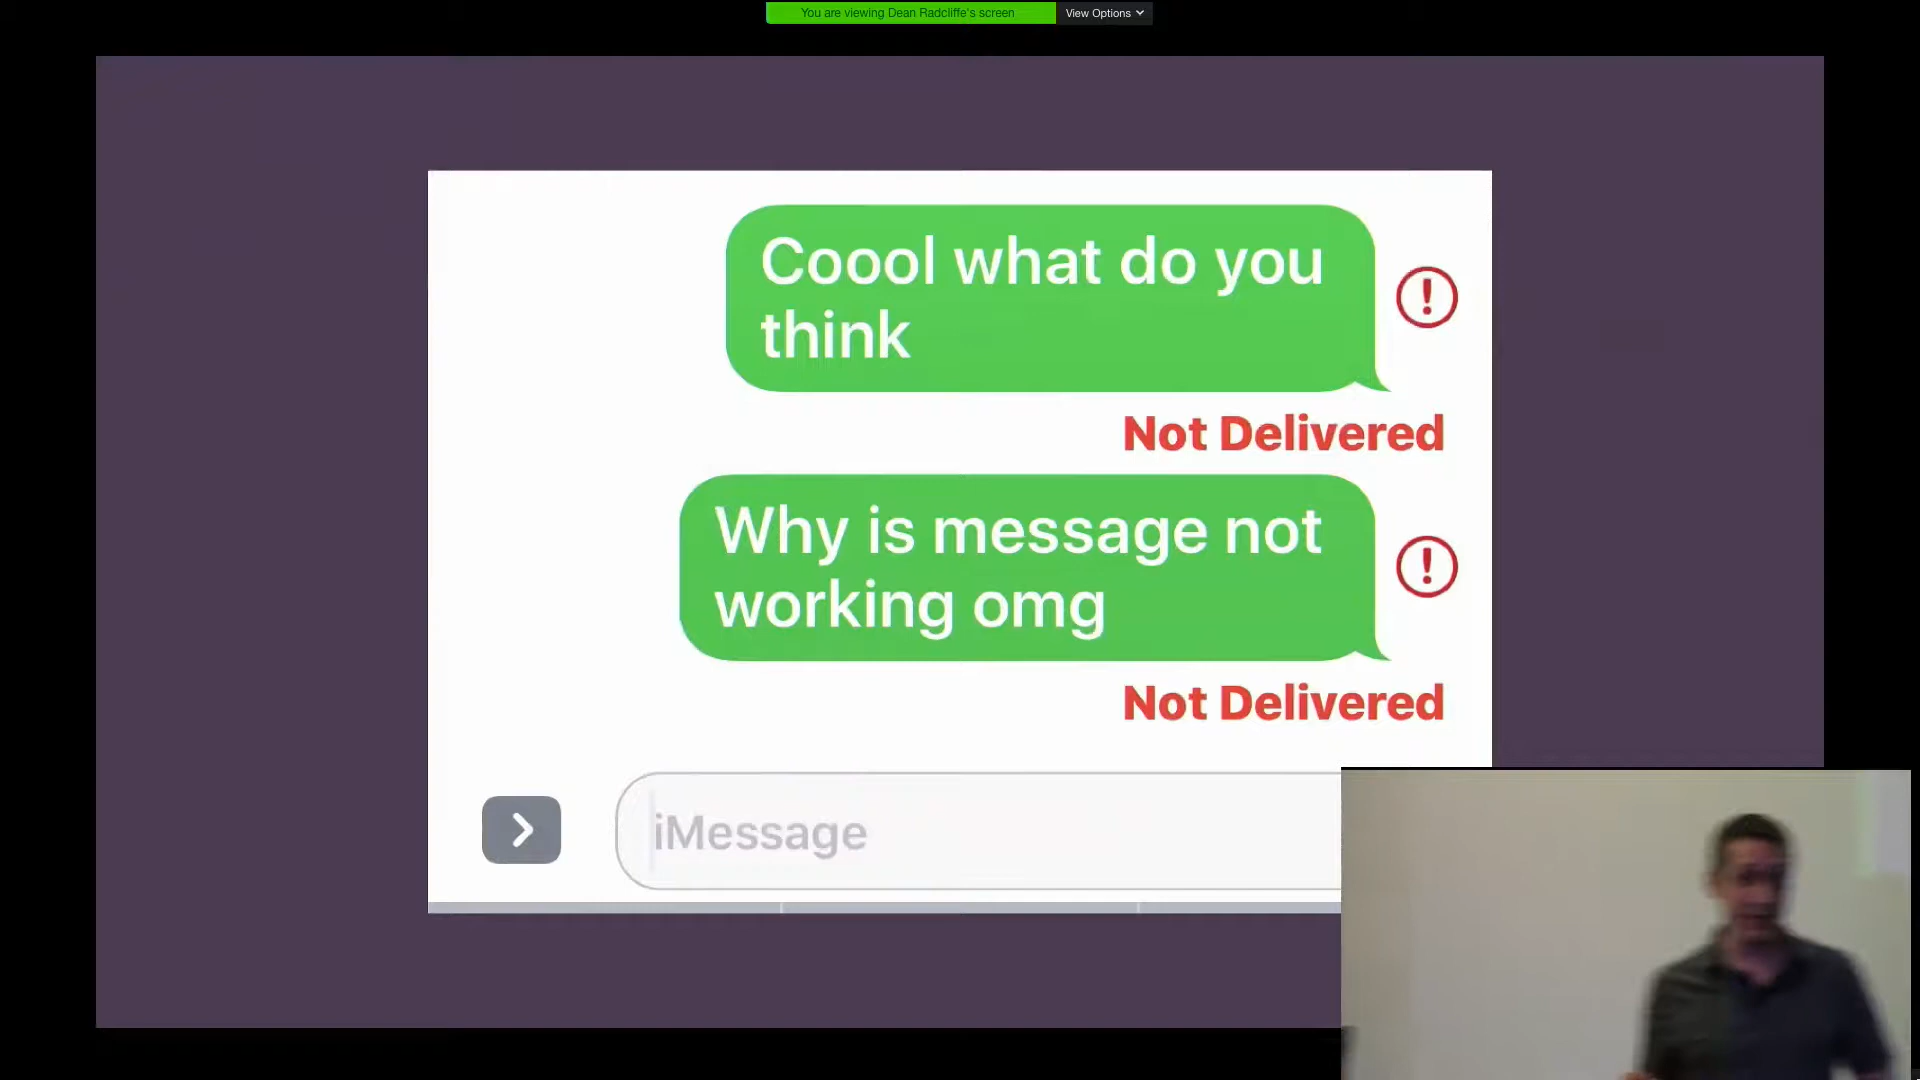 You are viewing Dean Radcliffe's screen
View Options
Coool what do you
think
Not Delivered
Why is message not
working omg
Not Delivered
iMessage